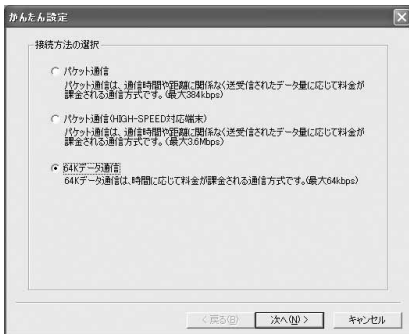 かんたん設定
接続方法の選択
パケット通信
パケット通信は、通信時間や距離に関係なく送受信されたデータ量に応じて料金が
課金される通信方式です。(最大384kbps)
パケット通信(HIGH-SPEED対応端末)
パケット通信は、通信時間や距離に関係なく送受信されたデータ量に応じて料金が
課金される通信方式です。(最大3.6Mbps)
64Kデータ通信
64Kデータ通信は、時間に応じて料金が課金される通信方式です。(最大64kbps)
< 戻る(B) 次へ(N) > キャンセル